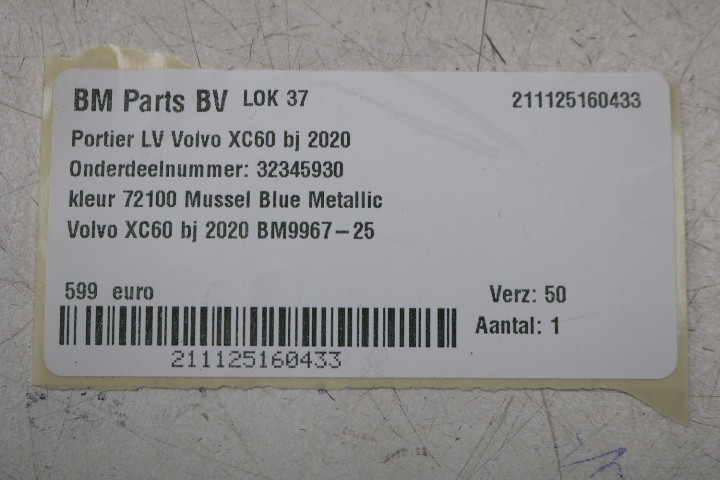 BM Parts BV LOK 37 211125160433
Portier LV Volvo XC60 bj 2020
Onderdeelnummer: 32345930
kleur 72100 Mussel Blue Metallic
Volvo XC60 bj 2020 BM9967-25
599 euro Verz: 50
Aantal: 1
211125160433